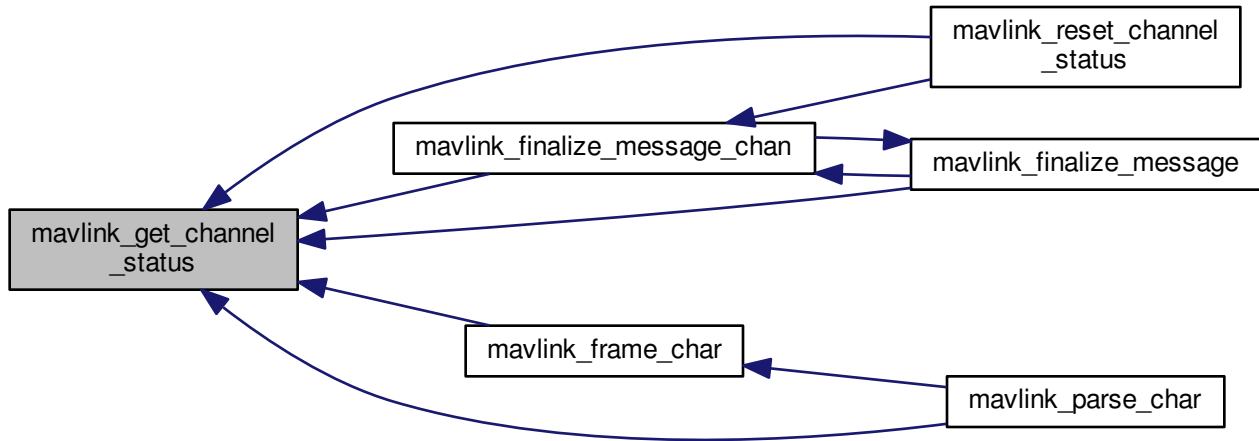 mavlink_reset_channel
_status
mavlink_finalize_message_chan
mavlink_finalize_message
mavlink_get_channel
_status
mavlink_frame_char
mavlink_parse_char